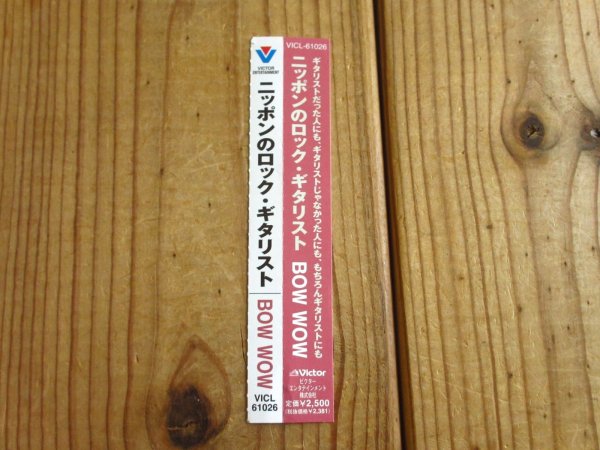 VICTOR
ENTERTAINMENT
ニッポンのロック・ギタリスト
BOW WOW
VICL
61026
VICL-61026
ギタリストだった人にも、ギタリストじゃなかった人にも、もちろんギタリストにも
ニッポンのロック・ギタリスト BOW WOW
Victor
ビクター
エンタテインメント
株式会社
定価￥2,500
(税抜価格￥2,381)